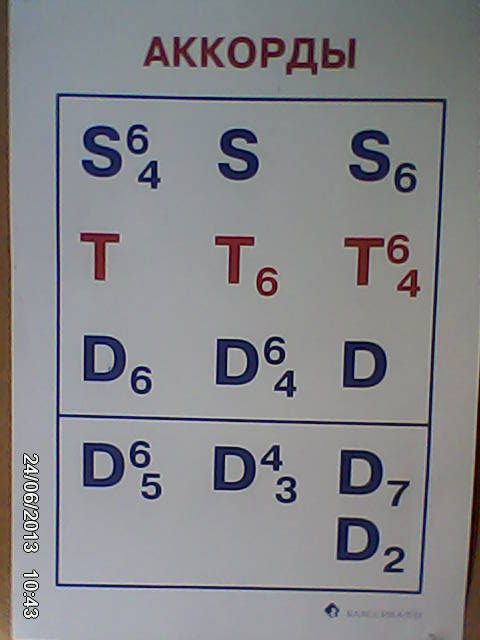 АККОРДЫ
S⁶₄ S S₆
T T₆ T⁶₄
D₆ D⁶₄ D
D⁶₅ D⁴₃ D₇
D₂
24/06/2013 10:43